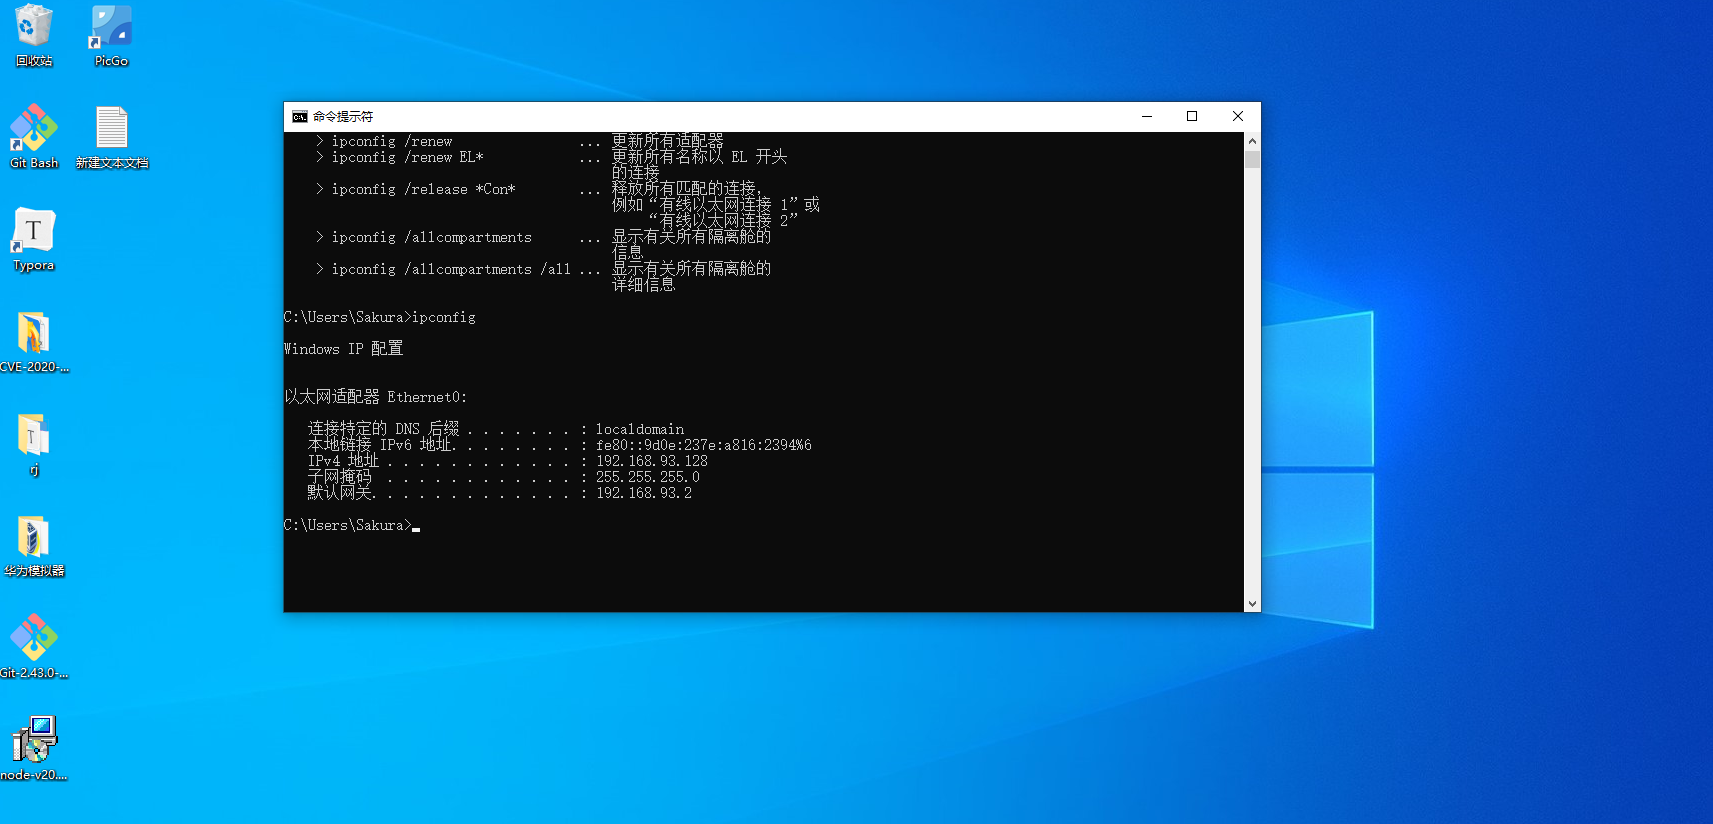 回收站
PicGo
Git Bash
新建文本文档
Typora
CVE-2020-...
rj
华为模拟器
Git-2.43.0-...
node-v20....
命令提示符
> ipconfig /renew ... 更新所有适配器
> ipconfig /renew EL* ... 更新所有名称以 EL 开头
的连接
> ipconfig /release *Con* ... 释放所有匹配的连接,
例如“有线以太网连接 1”或
“有线以太网连接 2”
> ipconfig /allcompartments ... 显示有关所有隔离舱的
信息
> ipconfig /allcompartments /all ... 显示有关所有隔离舱的
详细信息
C:\Users\Sakura>ipconfig
Windows IP 配置
以太网适配器 Ethernet0:
连接特定的 DNS 后缀 . . . . . . . : localdomain
本地链接 IPv6 地址. . . . . . . . : fe80::9d0e:237e:a816:2394%6
IPv4 地址 . . . . . . . . . . . . : 192.168.93.128
子网掩码 . . . . . . . . . . . . : 255.255.255.0
默认网关. . . . . . . . . . . . . : 192.168.93.2
C:\Users\Sakura>